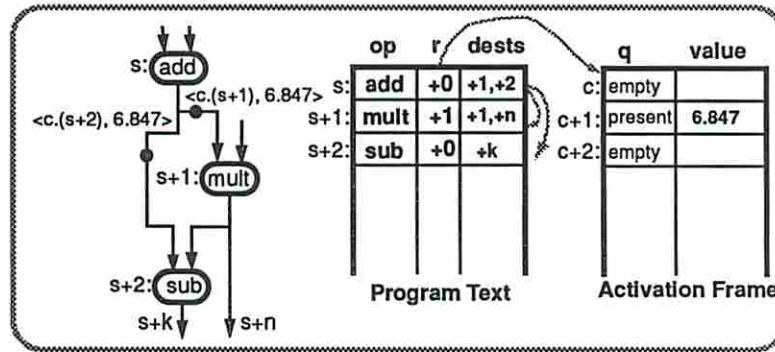 s: add
<c.(s+1), 6.847>
<c.(s+2), 6.847>
s+1: mult
s+2: sub
s+k
s+n
op r dests
s: add +0 +1,+2
s+1: mult +1 +1,+n
s+2: sub +0 +k
Program Text
q value
c: empty
c+1: present 6.847
c+2: empty
Activation Frame